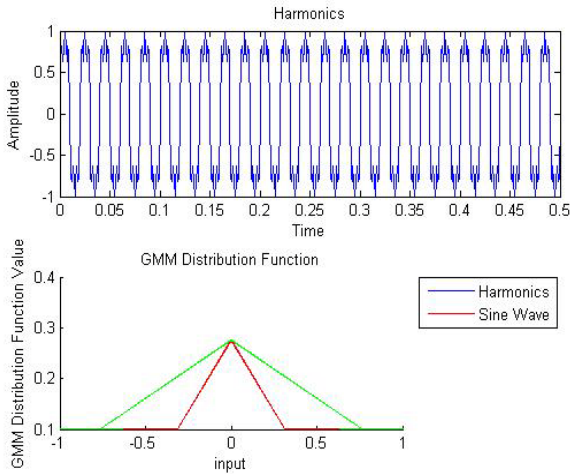 Harmonics
1
0.5
0
-0.5
-1
Amplitude
0 0.05 0.1 0.15 0.2 0.25 0.3 0.35 0.4 0.45 0.5
Time
GMM Distribution Function
0.4
0.3
0.2
0.1
GMM Distribution Function Value
-1 -0.5 0 0.5 1
input
Harmonics
Sine Wave